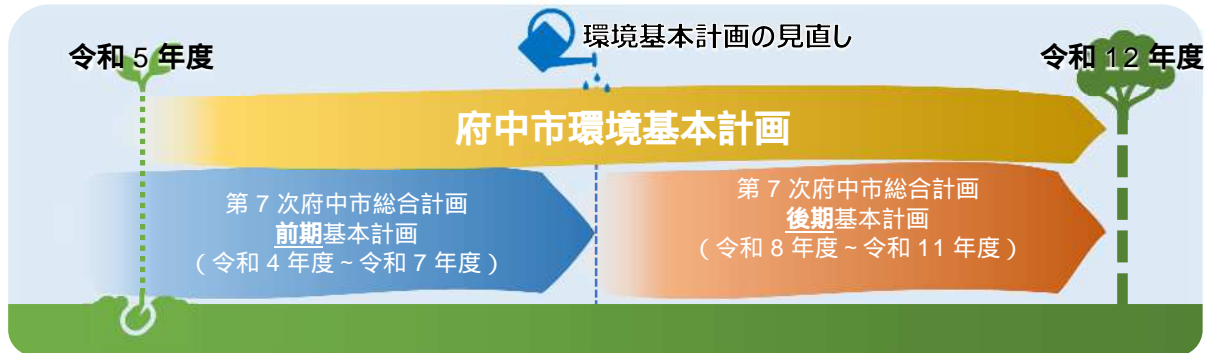 環境基本計画の見直し
令和 5 年度
令和 12 年度
府中市環境基本計画
第 7 次府中市総合計画
前期基本計画
（令和 4 年度～令和 7 年度）
第 7 次府中市総合計画
後期基本計画
（令和 8 年度～令和 11 年度）